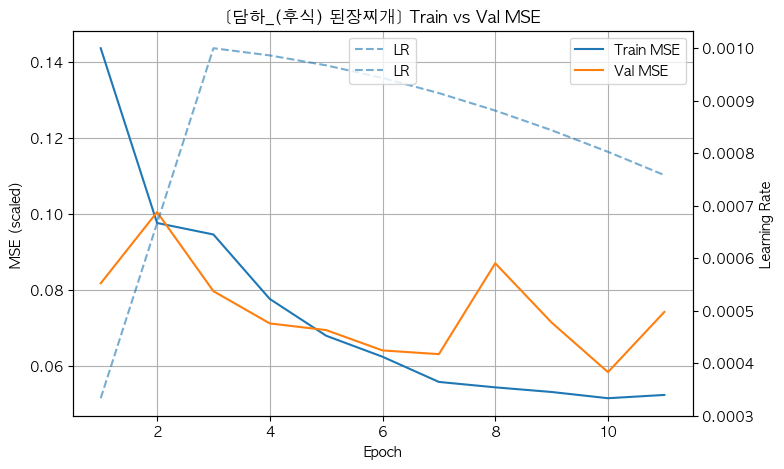 [담하_(후식) 된장찌개] Train vs Val MSE
LR
LR
Train MSE
Val MSE
0.14
0.12
0.10
0.08
0.06
MSE (scaled)
0.0010
0.0009
0.0008
0.0007
0.0006
0.0005
0.0004
0.0003
Learning Rate
2 4 6 8 10
Epoch